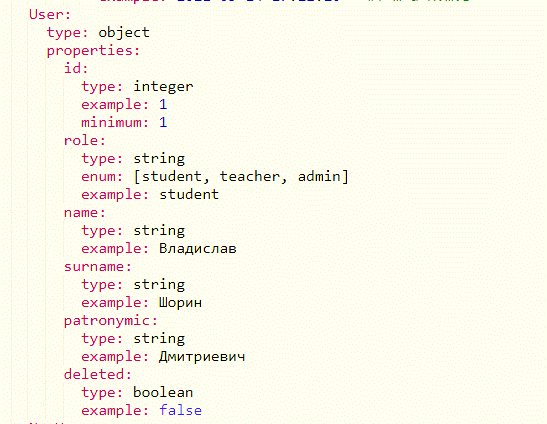 User:
type: object
properties:
id:
type: integer
example: 1
minimum: 1
role:
type: string
enum: [student, teacher, admin]
example: student
name:
type: string
example: Владислав
surname:
type: string
example: Шорин
patronymic:
type: string
example: Дмитриевич
deleted:
type: boolean
example: false